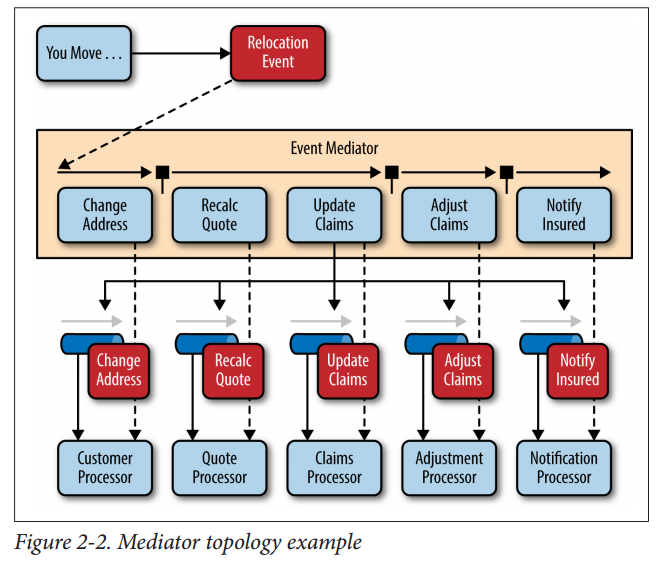 You Move . . .
Relocation
Event
Event Mediator
Change
Address
Recalc
Quote
Update
Claims
Adjust
Claims
Notify
Insured
Change
Address
Recalc
Quote
Update
Claims
Adjust
Claims
Notify
Insured
Customer
Processor
Quote
Processor
Claims
Processor
Adjustment
Processor
Notification
Processor
Figure 2-2. Mediator topology example